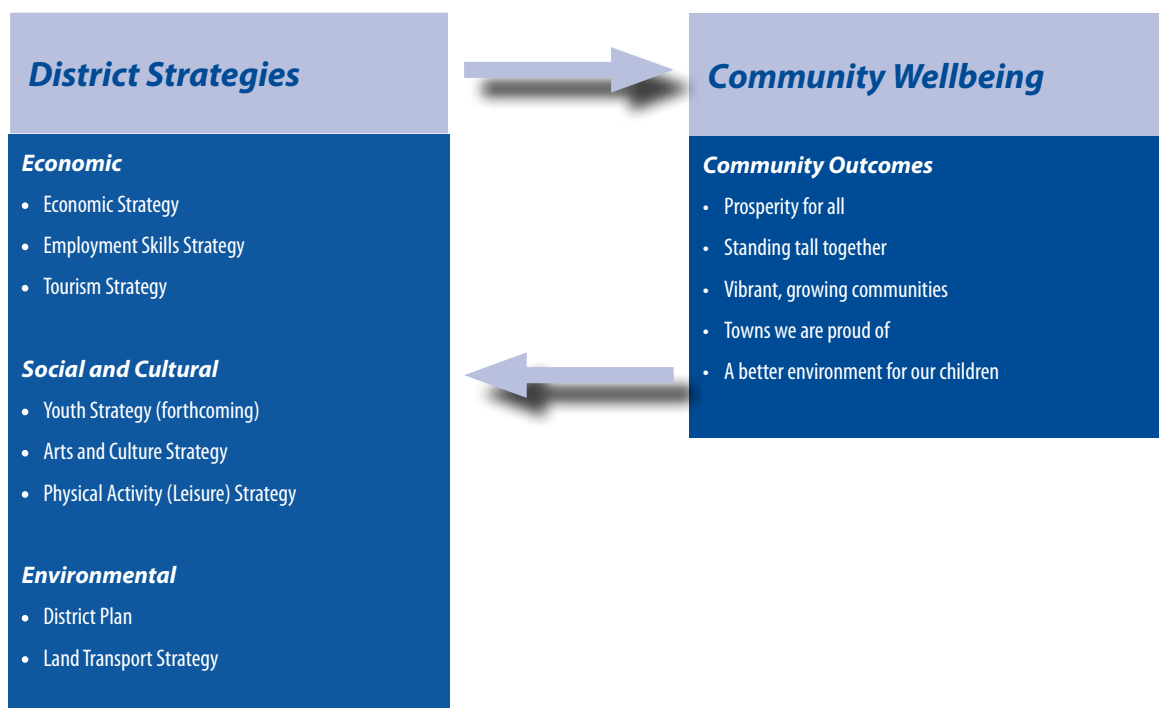 District Strategies
Economic
• Economic Strategy
• Employment Skills Strategy
• Tourism Strategy
Social and Cultural
• Youth Strategy (forthcoming)
• Arts and Culture Strategy
• Physical Activity (Leisure) Strategy
Environmental
• District Plan
• Land Transport Strategy
Community Wellbeing
Community Outcomes
• Prosperity for all
• Standing tall together
• Vibrant, growing communities
• Towns we are proud of
• A better environment for our children